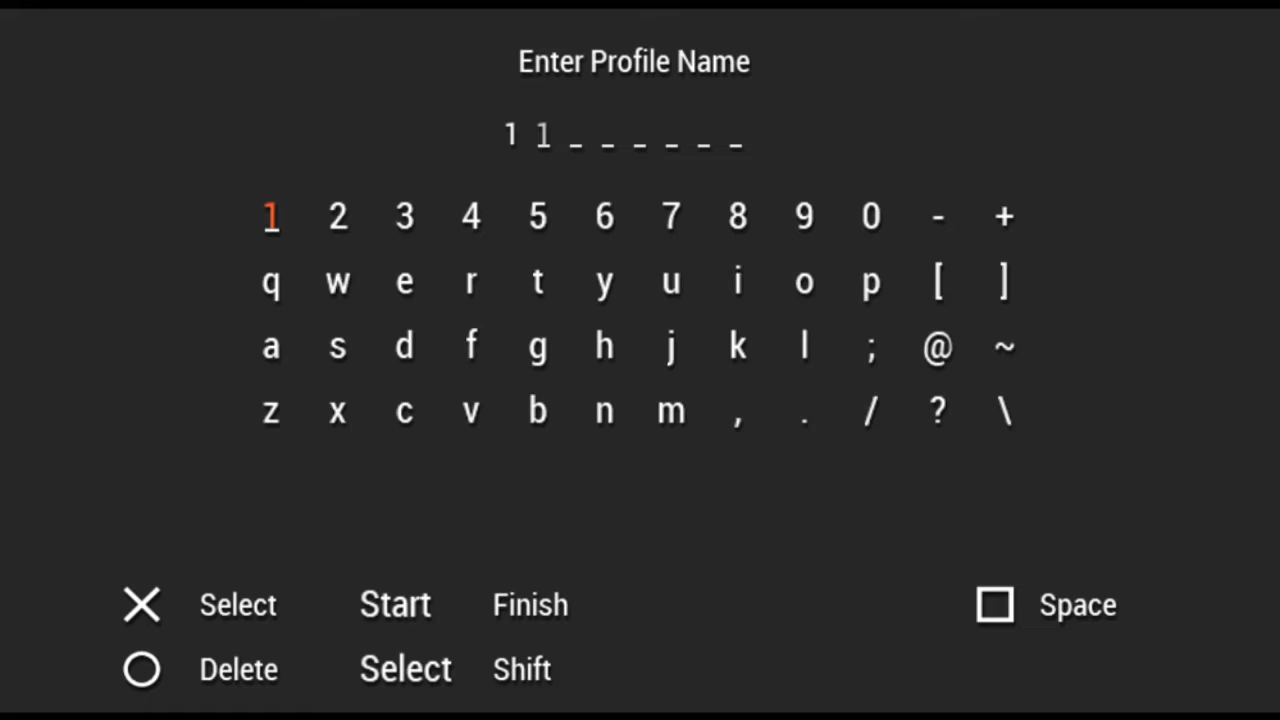 Enter Profile Name
1 1 _ _ _ _ _ _
1 2 3 4 5 6 7 8 9 0 - +
q w e r t y u i o p [ ]
a s d f g h j k l ; @ ~
z x c v b n m , . / ? \
Select Start Finish Space
Delete Select Shift